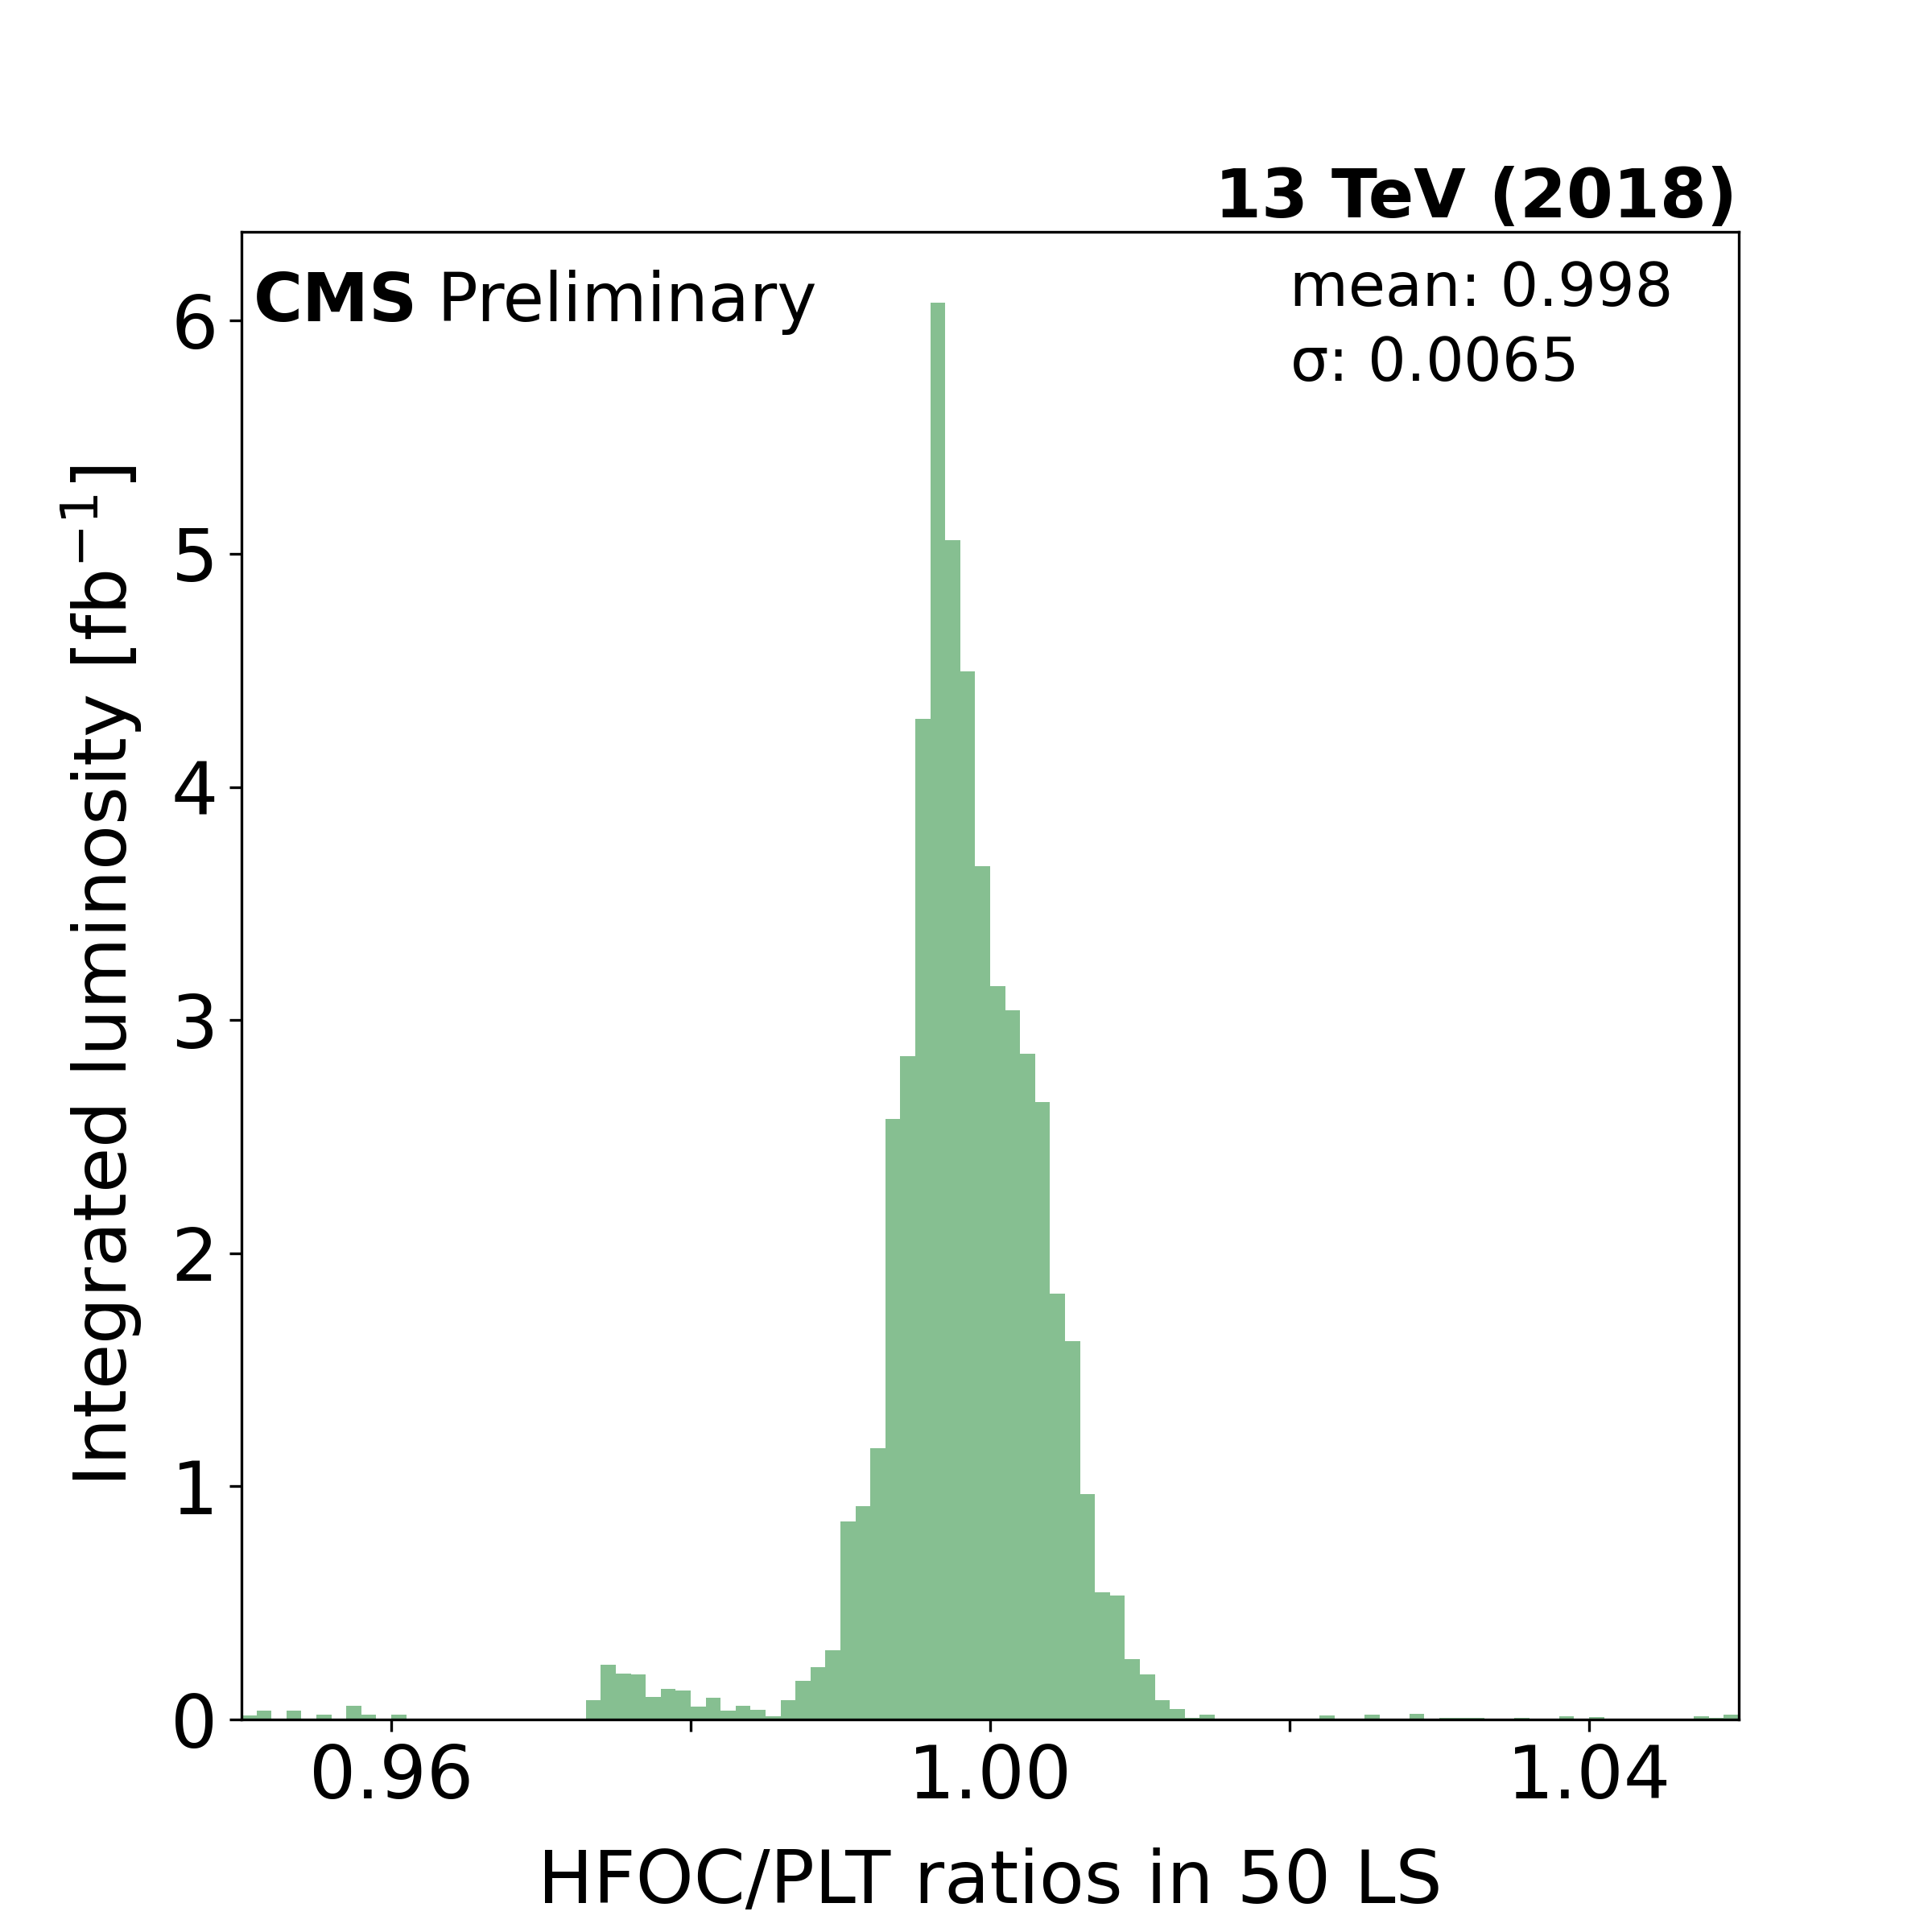 13 TeV (2018)
CMS Preliminary
mean: 0.998
σ: 0.0065
Integrated luminosity [fb⁻¹]
6
5
4
3
2
1
0
0.96 1.00 1.04
HFOC/PLT ratios in 50 LS